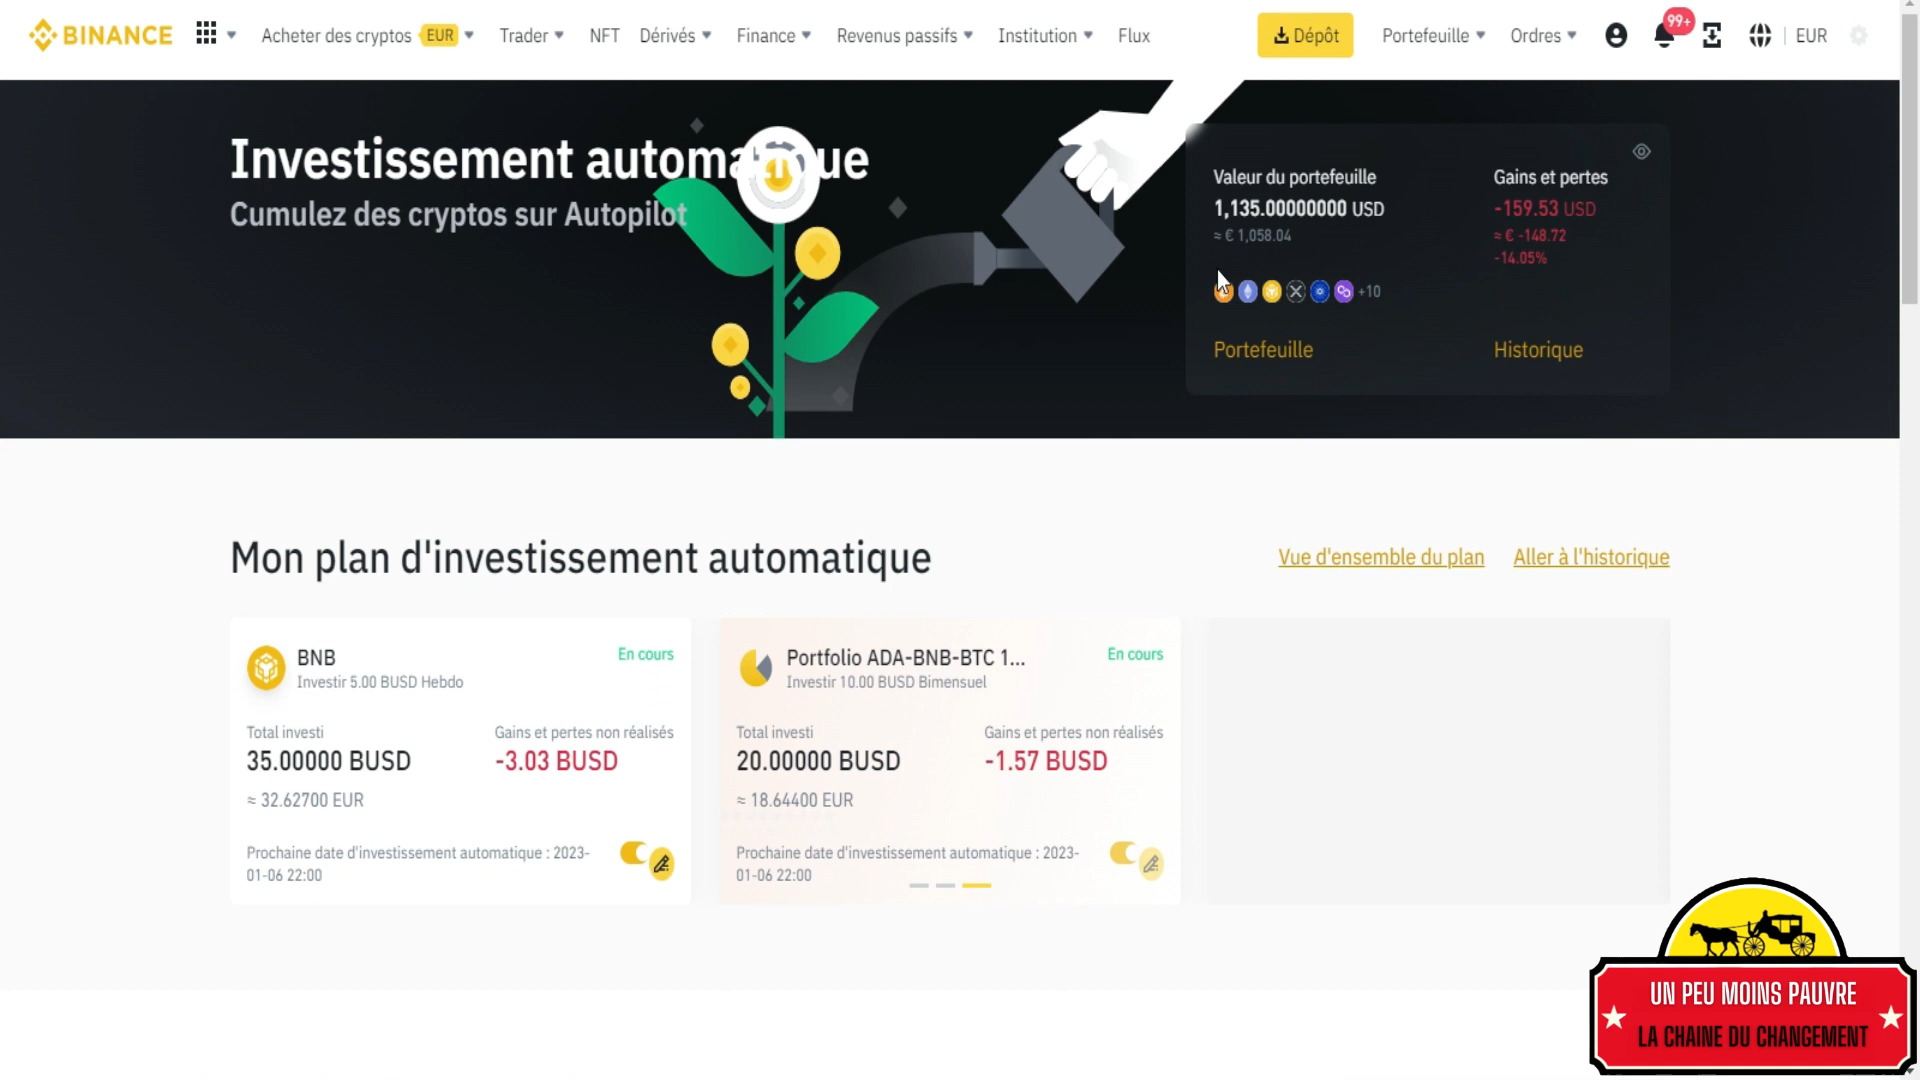 BINANCE
Acheter des cryptos EUR Trader NFT Dérivés Finance Revenus passifs Institution Flux Dépôt Portefeuille Ordres 99+ EUR
Investissement automatique
Cumulez des cryptos sur Autopilot
Valeur du portefeuille
1,135.00000000 USD
≈ € 1,058.04
+10
Portefeuille
Gains et pertes
-159.53 USD
≈ € -148.72
-14.05%
Historique
Mon plan d'investissement automatique
Vue d'ensemble du plan Aller à l'historique
BNB
Investir 5.00 BUSD Hebdo
En cours
Total investi
35.00000 BUSD
≈ 32.62700 EUR
Gains et pertes non réalisés
-3.03 BUSD
Prochaine date d'investissement automatique : 2023-
01-06 22:00
Portfolio ADA-BNB-BTC 1...
Investir 10.00 BUSD Bimensuel
En cours
Total investi
20.00000 BUSD
≈ 18.64400 EUR
Gains et pertes non réalisés
-1.57 BUSD
Prochaine date d'investissement automatique : 2023-
01-06 22:00
UN PEU MOINS PAUVRE
LA CHAINE DU CHANGEMENT